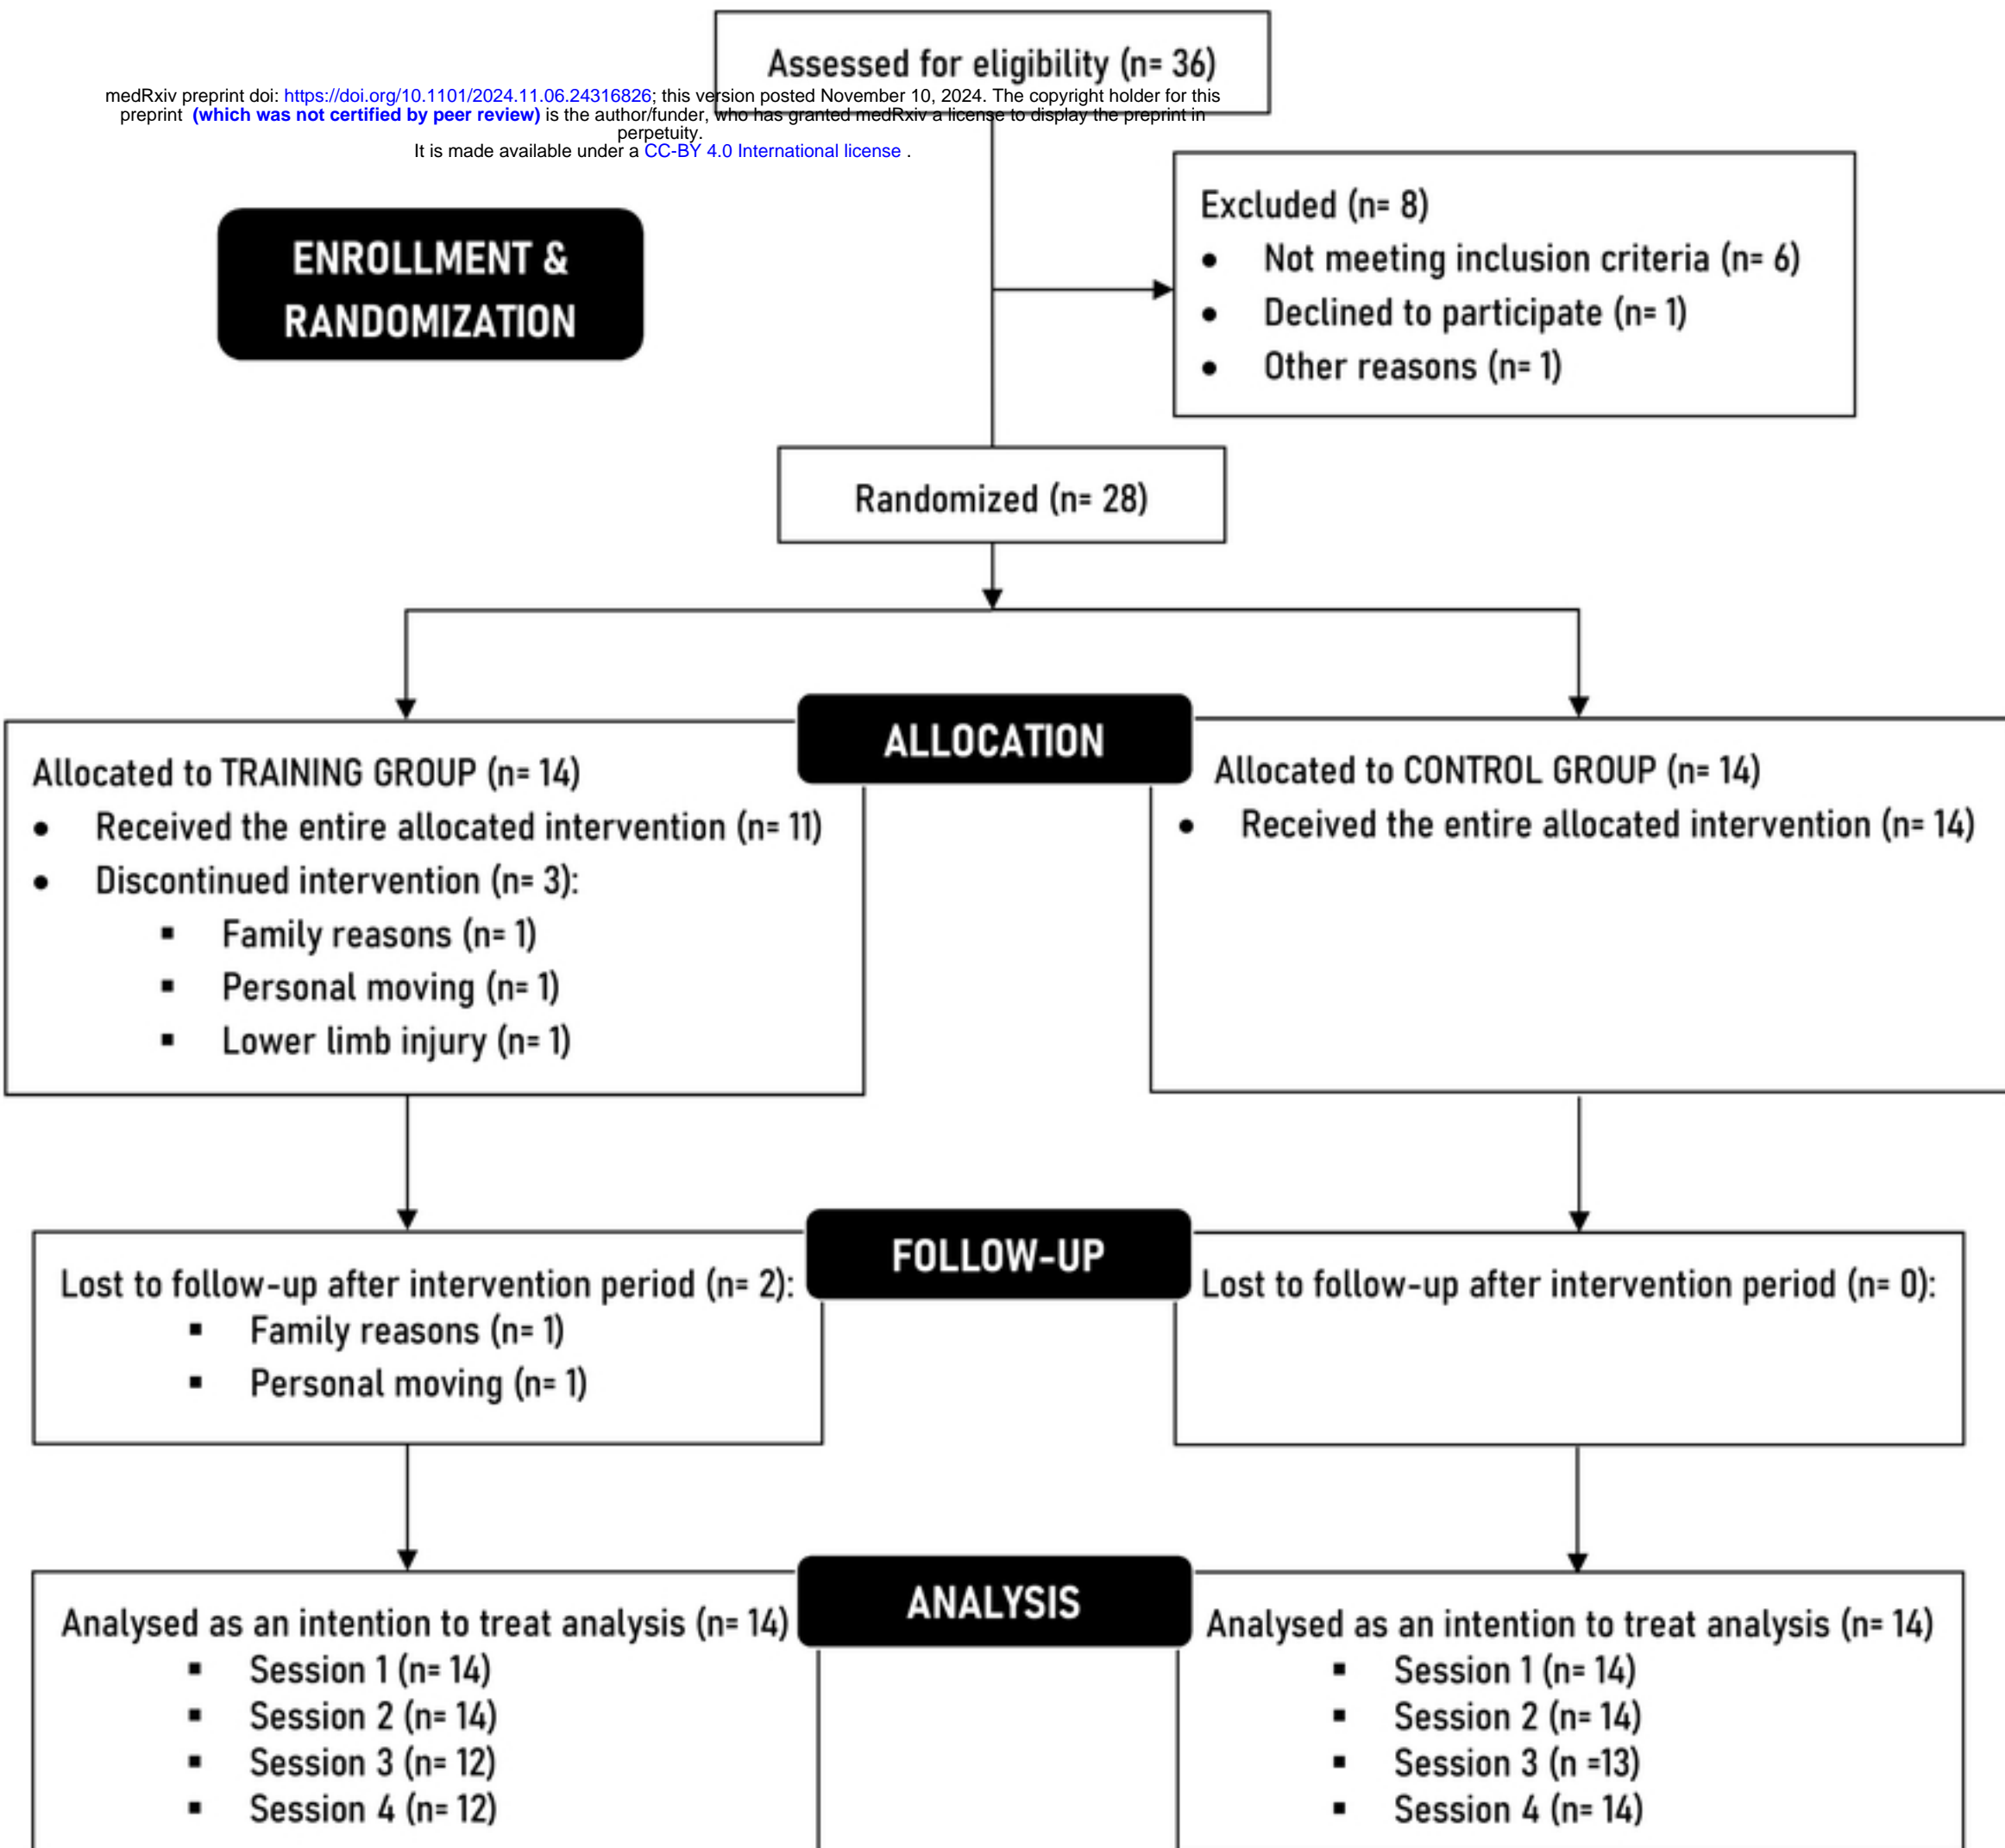 Assessed for eligibility (n= 36)
medRxiv preprint doi: https://doi.org/10.1101/2024.11.06.24316826; this version posted November 10, 2024. The copyright holder for this
preprint (which was not certified by peer review) is the author/funder, who has granted medRxiv a license to display the preprint in
perpetuity.
It is made available under a CC-BY 4.0 International license .
ENROLLMENT &
RANDOMIZATION
Excluded (n= 8)
● Not meeting inclusion criteria (n= 6)
● Declined to participate (n= 1)
● Other reasons (n= 1)
Randomized (n= 28)
ALLOCATION
Allocated to TRAINING GROUP (n= 14)
● Received the entire allocated intervention (n= 11)
● Discontinued intervention (n= 3):
▪ Family reasons (n= 1)
▪ Personal moving (n= 1)
▪ Lower limb injury (n= 1)
Allocated to CONTROL GROUP (n= 14)
● Received the entire allocated intervention (n= 14)
FOLLOW-UP
Lost to follow-up after intervention period (n= 2):
▪ Family reasons (n= 1)
▪ Personal moving (n= 1)
Lost to follow-up after intervention period (n= 0):
ANALYSIS
Analysed as an intention to treat analysis (n= 14)
▪ Session 1 (n= 14)
▪ Session 2 (n= 14)
▪ Session 3 (n= 12)
▪ Session 4 (n= 12)
Analysed as an intention to treat analysis (n= 14)
▪ Session 1 (n= 14)
▪ Session 2 (n= 14)
▪ Session 3 (n =13)
▪ Session 4 (n= 14)